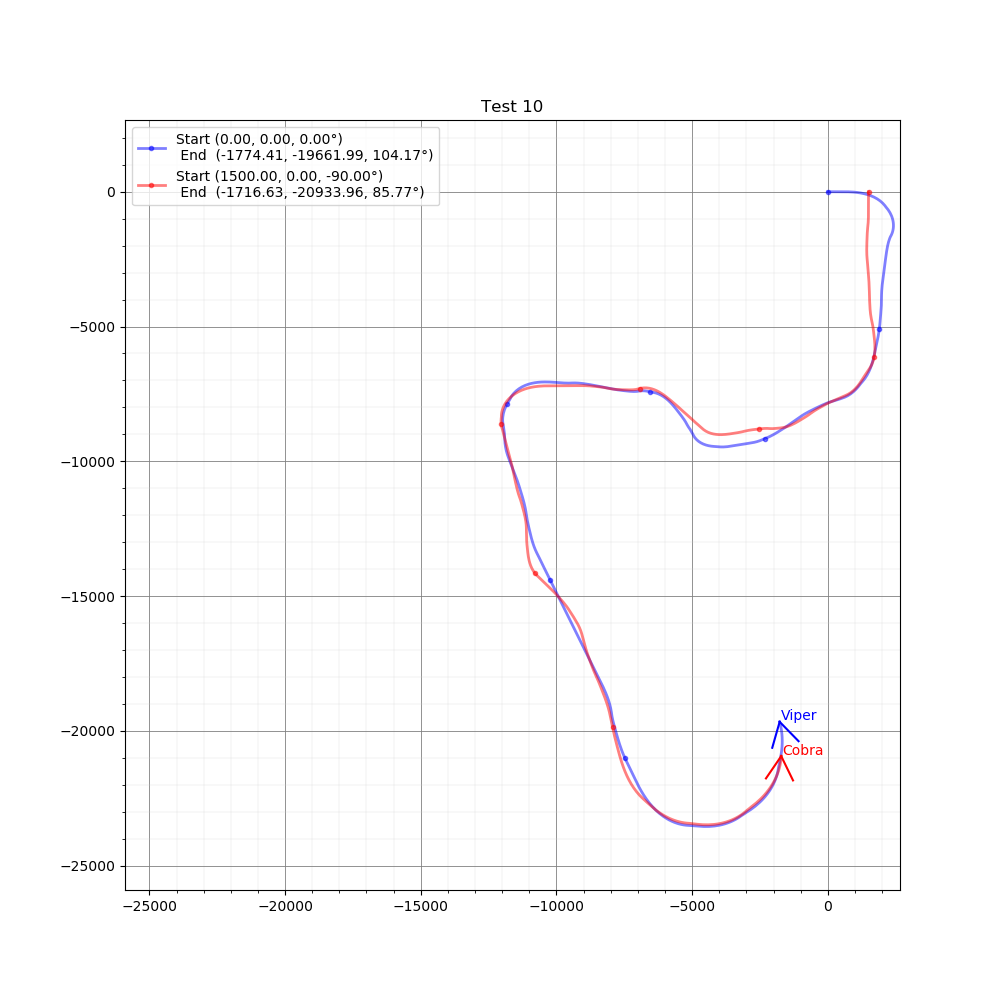 Test 10
Start (0.00, 0.00, 0.00°)
End  (-1774.41, -19661.99, 104.17°)
Start (1500.00, 0.00, -90.00°)
End  (-1716.63, -20933.96, 85.77°)
0
−5000
−10000
−15000
−20000
−25000
Viper
Cobra
−25000 −20000 −15000 −10000 −5000 0